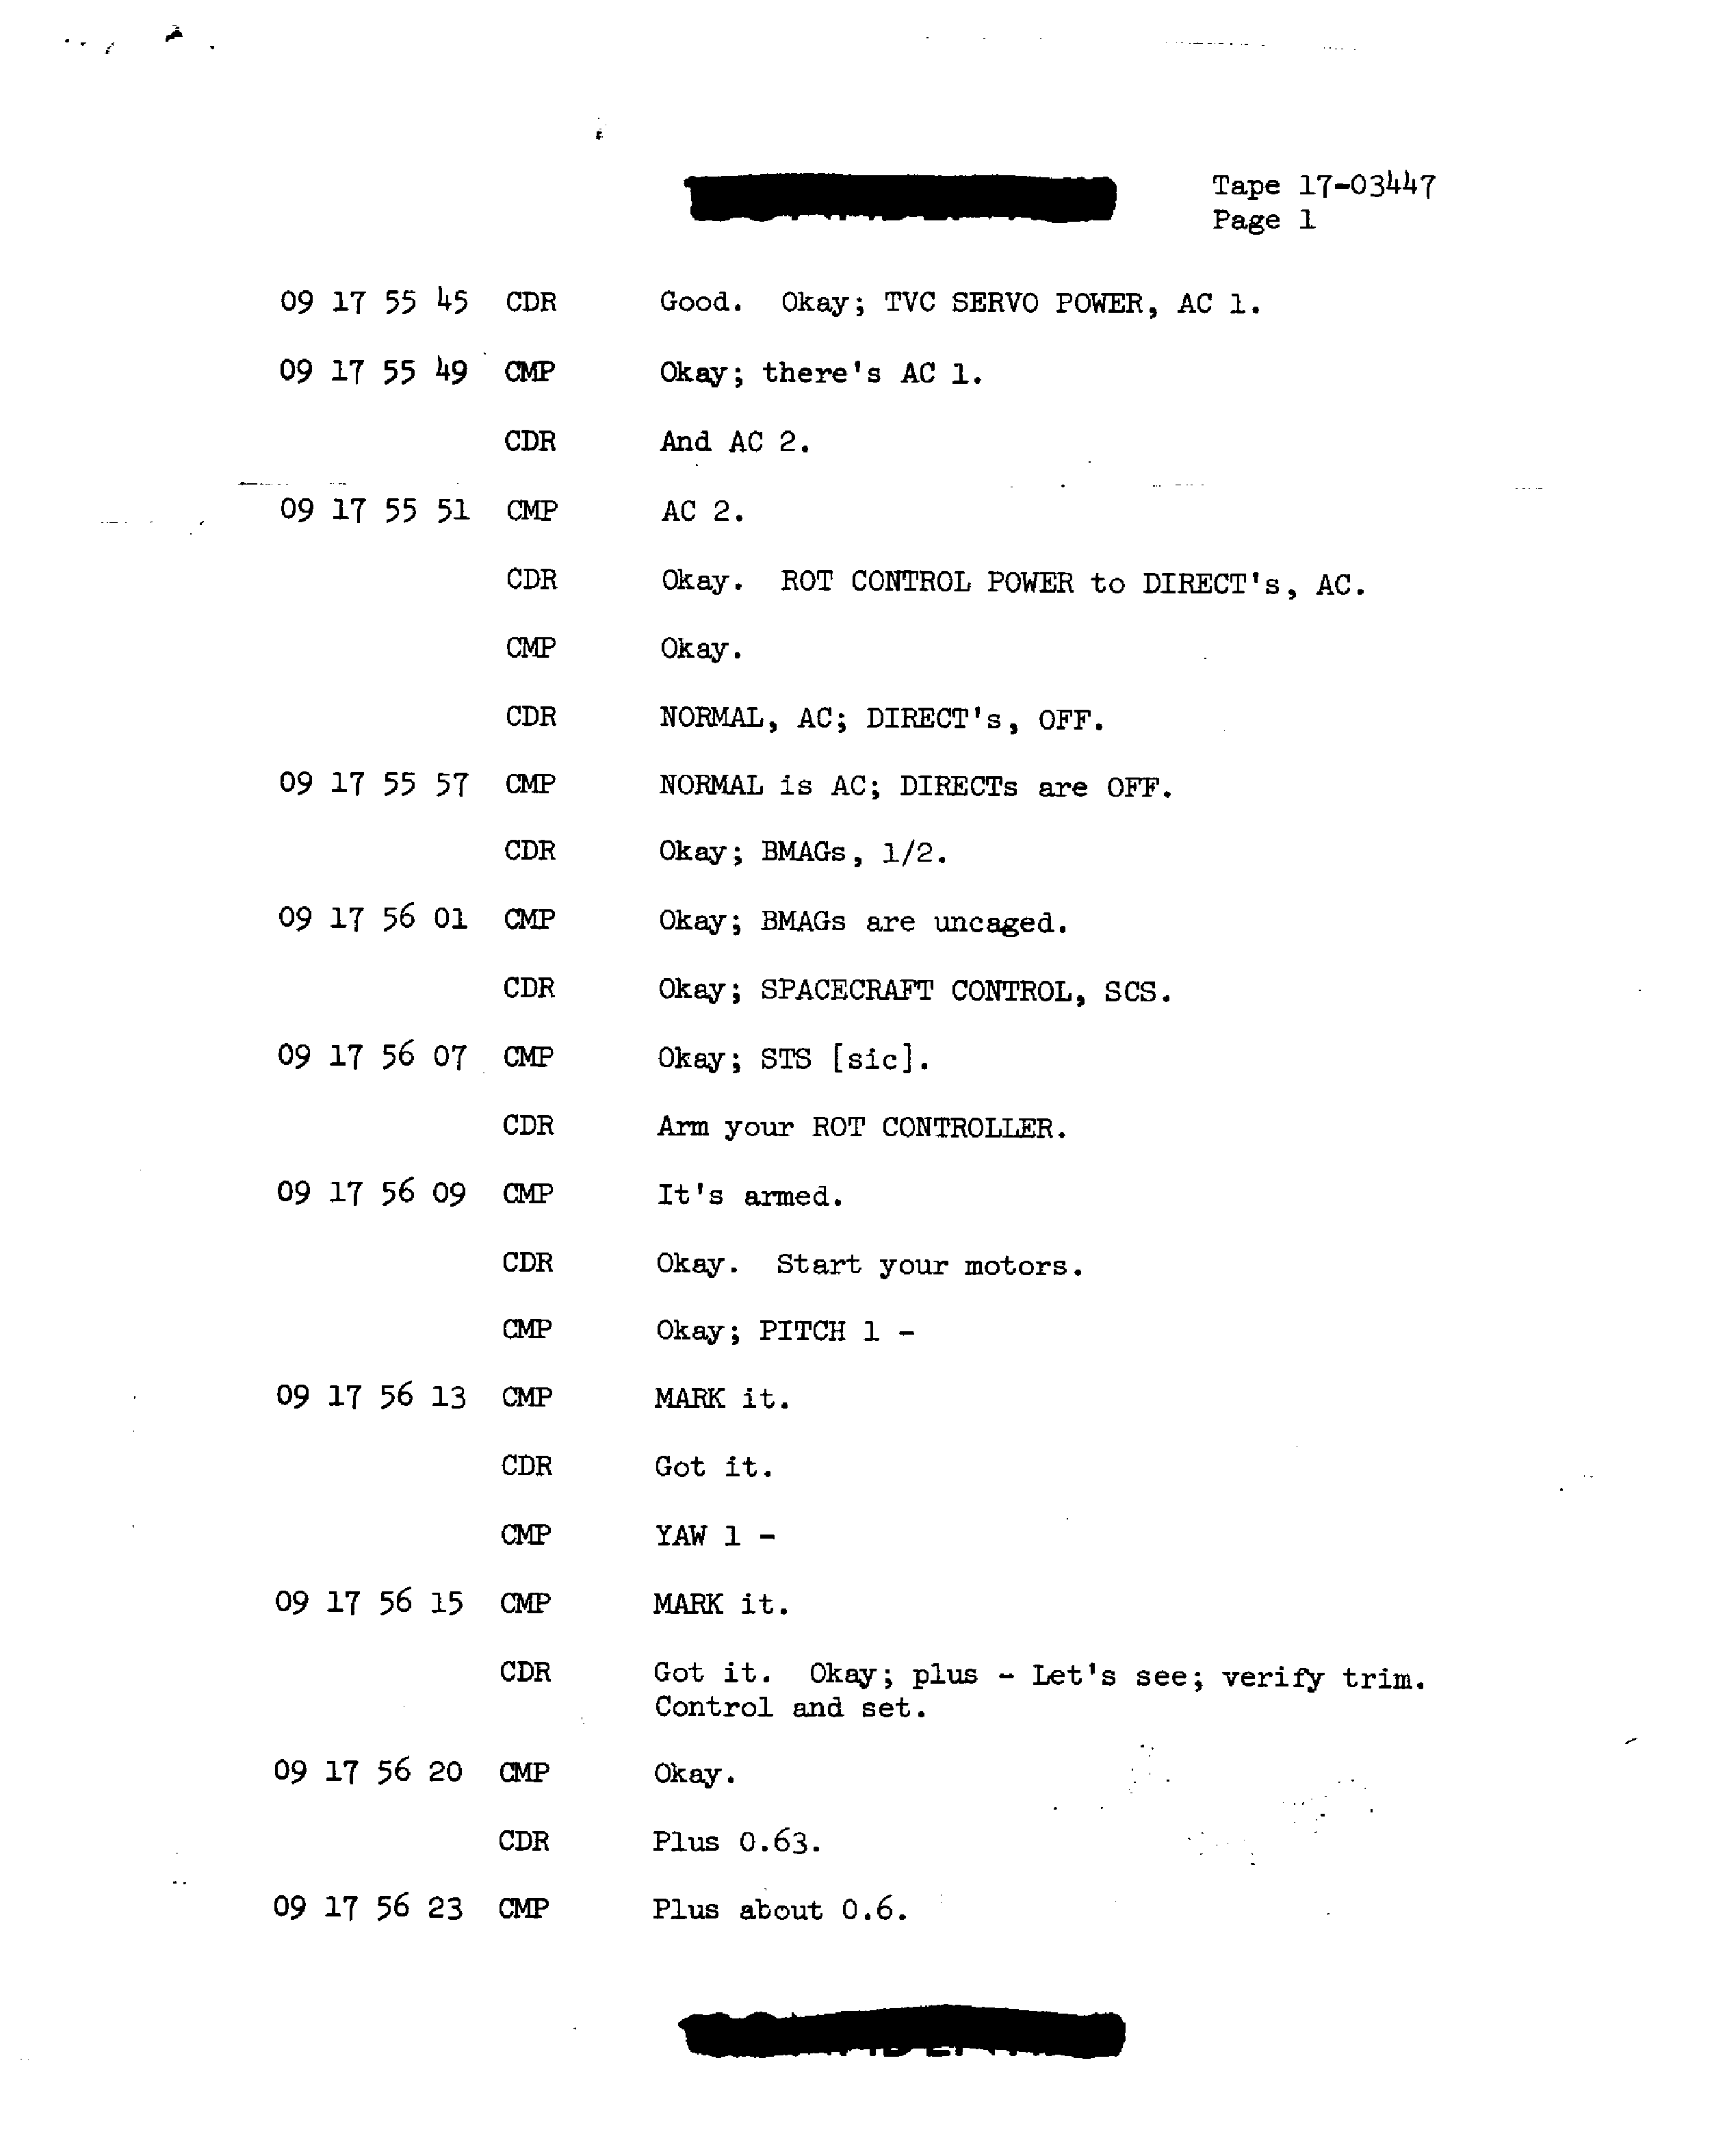 Tape 17-03447
Page 1
09 17 55 45 CDR Good. Okay; TVC SERVO POWER, AC 1.
09 17 55 49 CMP Okay; there's AC 1.
CDR And AC 2.
09 17 55 51 CMP AC 2.
CDR Okay. ROT CONTROL POWER to DIRECT's, AC.
CMP Okay.
CDR NORMAL, AC; DIRECT's, OFF.
09 17 55 57 CMP NORMAL is AC; DIRECTs are OFF.
CDR Okay; BMAGs, 1/2.
09 17 56 01 CMP Okay; BMAGs are uncaged.
CDR Okay; SPACECRAFT CONTROL, SCS.
09 17 56 07 CMP Okay; STS [sic].
CDR Arm your ROT CONTROLLER.
09 17 56 09 CMP It's armed.
CDR Okay. Start your motors.
CMP Okay; PITCH 1 -
09 17 56 13 CMP MARK it.
CDR Got it.
CMP YAW 1 -
09 17 56 15 CMP MARK it.
CDR Got it. Okay; plus - Let's see; verify trim.
Control and set.
09 17 56 20 CMP Okay.
CDR Plus 0.63.
09 17 56 23 CMP Plus about 0.6.